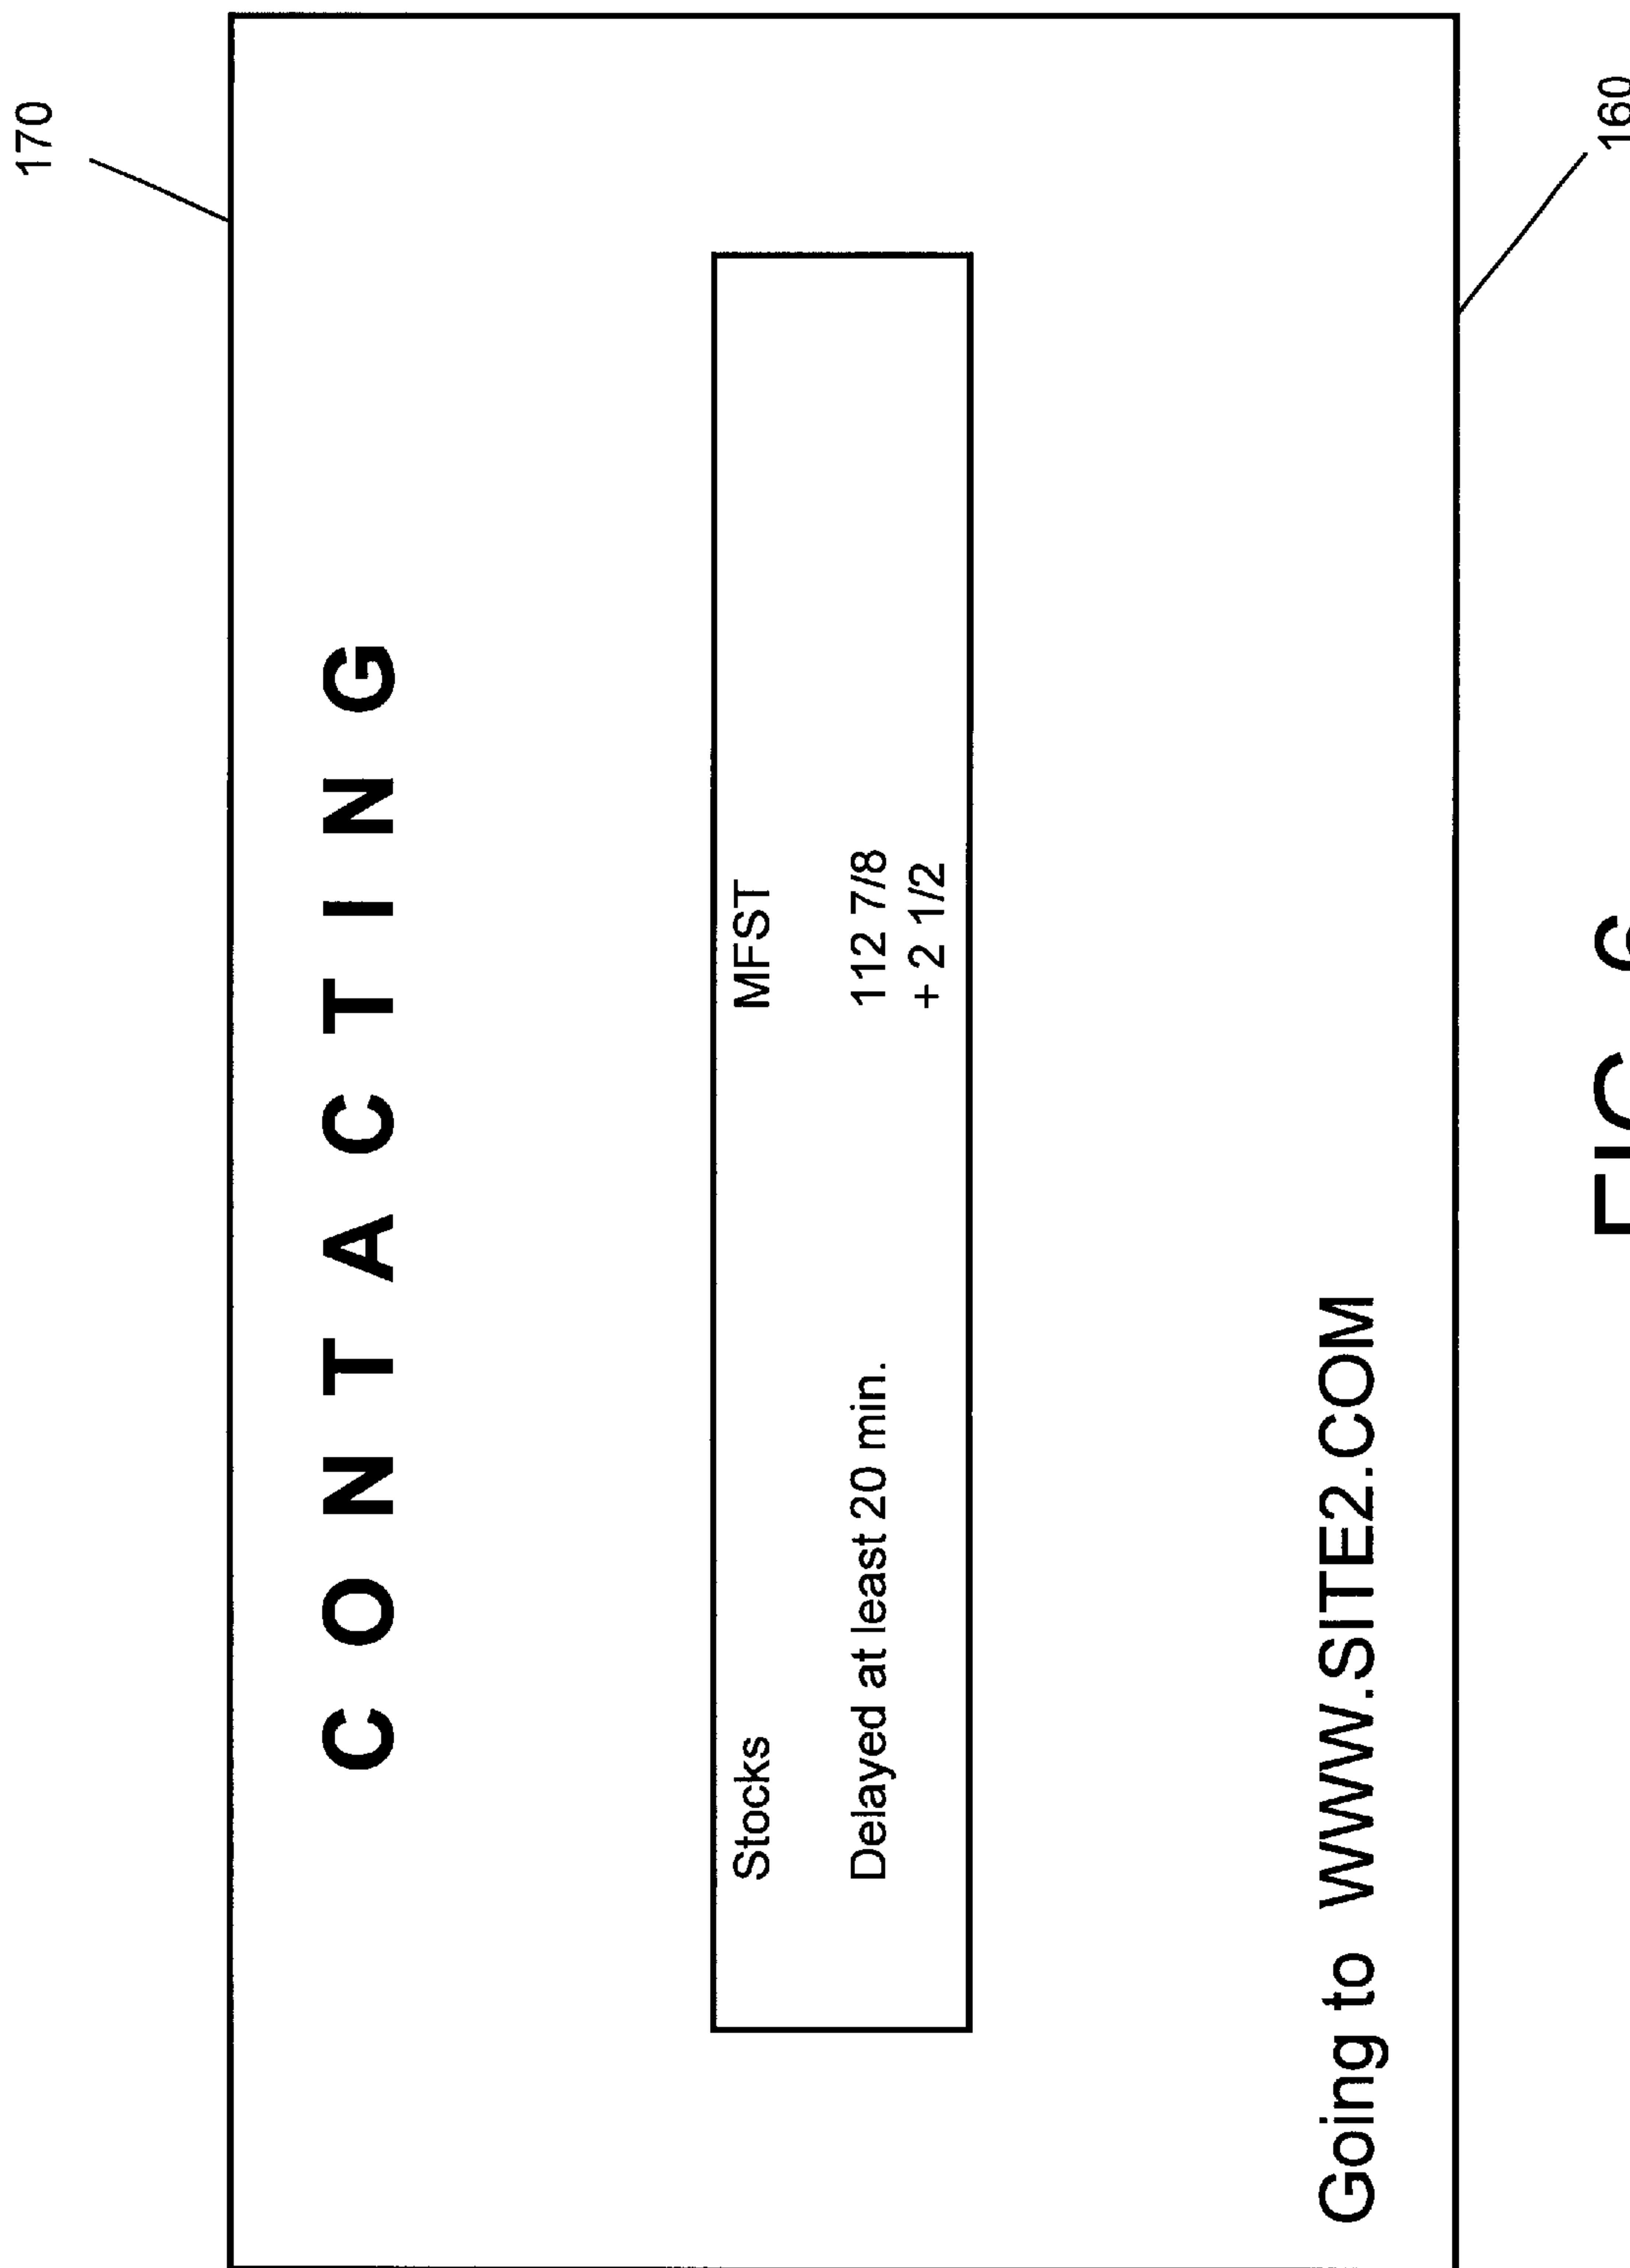 170
C O N T A C T I N G
Stocks MFST
Delayed at least 20 min. 112 7/8
+ 2 1/2
Going to WWW.SITE2.COM
160
FIG